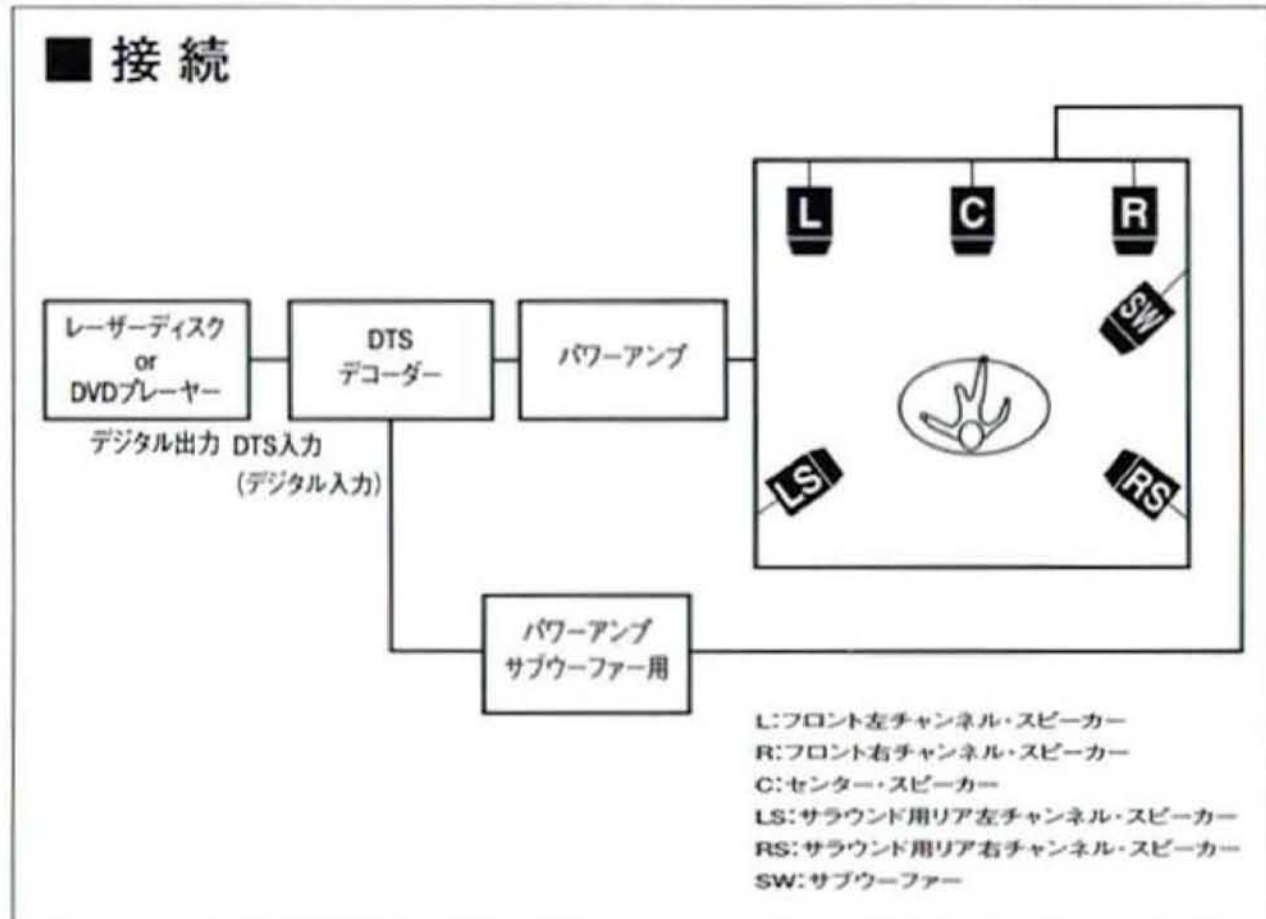 ■ 接続
L
C
R
SW
レーザーディスク
or
DVDプレーヤー
DTS
デコーダー
パワーアンプ
デジタル出力 DTS入力
(デジタル入力)
LS
RS
パワーアンプ
サブウーファー用
L:フロント左チャンネル・スピーカー
R:フロント右チャンネル・スピーカー
C:センター・スピーカー
LS:サラウンド用リア左チャンネル・スピーカー
RS:サラウンド用リア右チャンネル・スピーカー
SW:サブウーファー